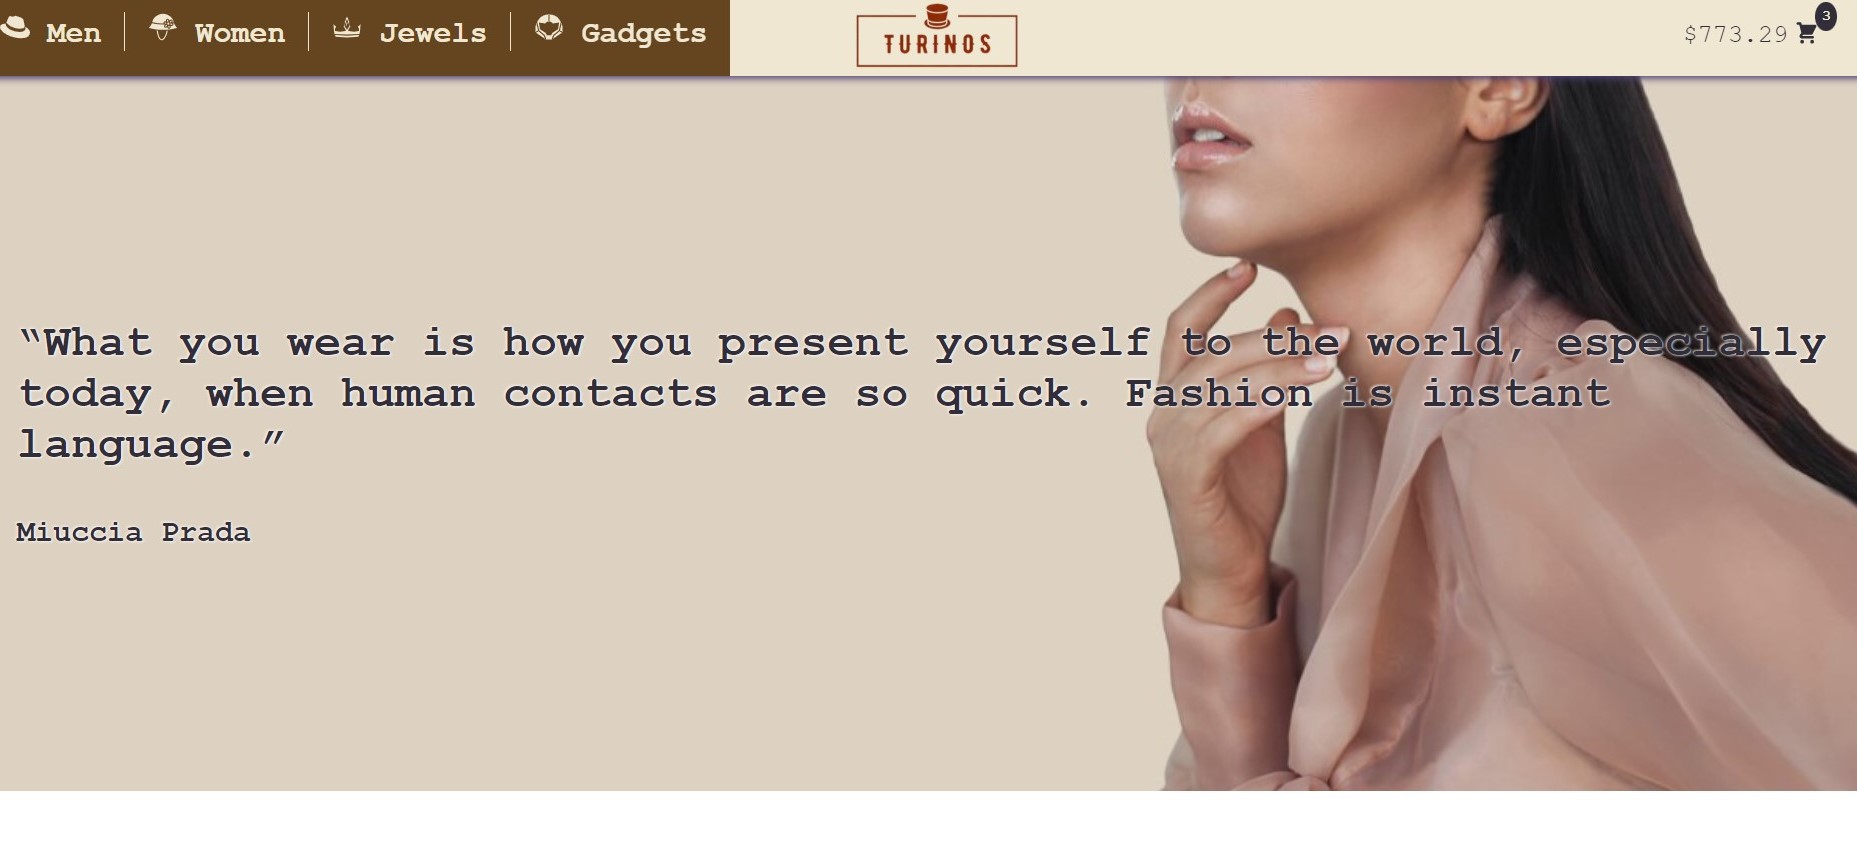 Men
Women
Jewels
Gadgets
TURINOS
$773.29
3
“What you wear is how you present yourself to the world, especially
today, when human contacts are so quick. Fashion is instant
language.”
Miuccia Prada